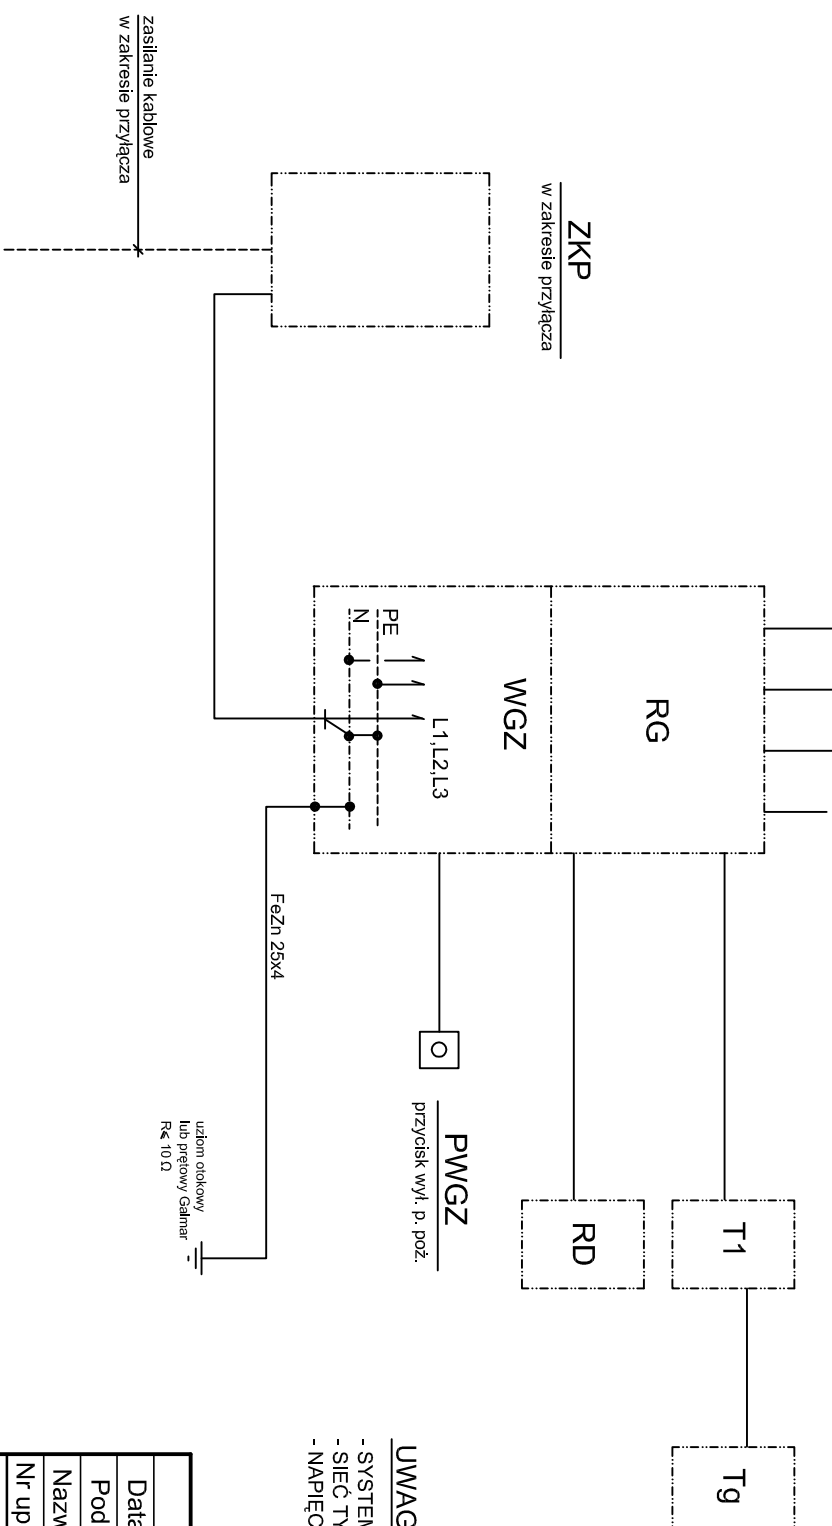 zasilanie kablowe
w zakresie przyłącza
ZKP
w zakresie przyłącza
RG
WGZ
PE
N
L1,L2,L3
FeZn 25x4
uziom otokowy
lub prętowy Galmar
R≤ 10 Ω
PWGZ
przycisk wył. p. poż.
RD
T1
Tg
UWAG
- SYSTEM
- SIEĆ TY
- NAPIĘC
Data
Pod
Nazw
Nr up